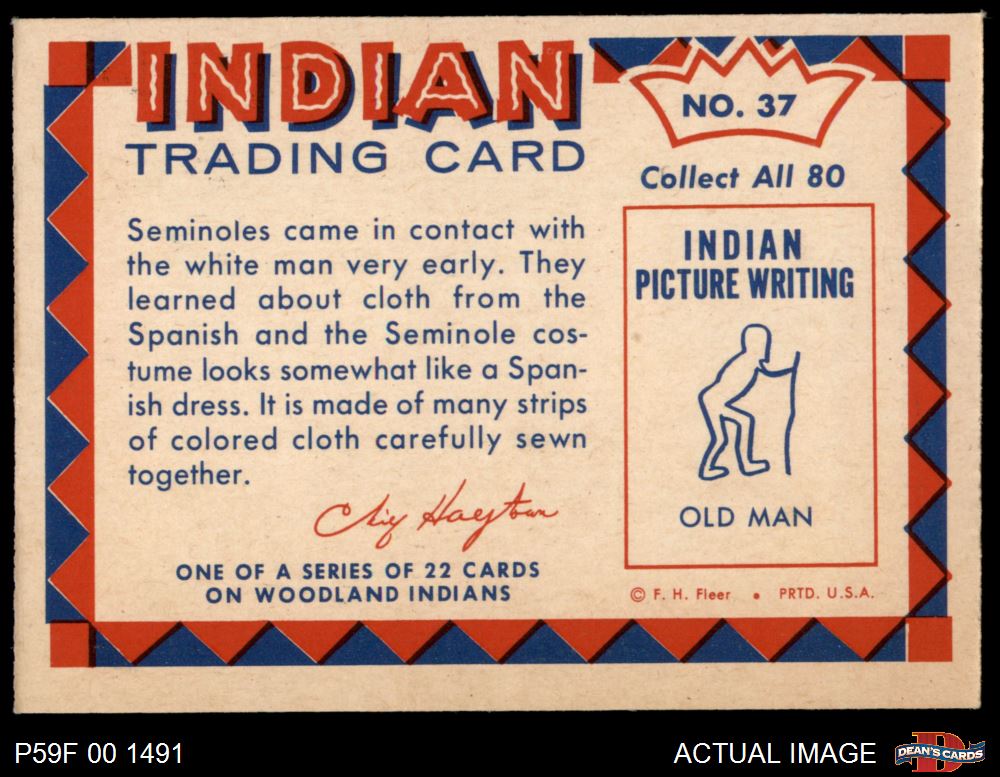 INDIAN
TRADING CARD
NO. 37
Collect All 80
Seminoles came in contact with
the white man very early. They
learned about cloth from the
Spanish and the Seminole cos-
tume looks somewhat like a Span-
ish dress. It is made of many strips
of colored cloth carefully sewn
together.
ONE OF A SERIES OF 22 CARDS
ON WOODLAND INDIANS
INDIAN
PICTURE WRITING
OLD MAN
© F. H. Fleer • PRTD. U.S.A.
P59F 00 1491
ACTUAL IMAGE
DEAN'S CARDS